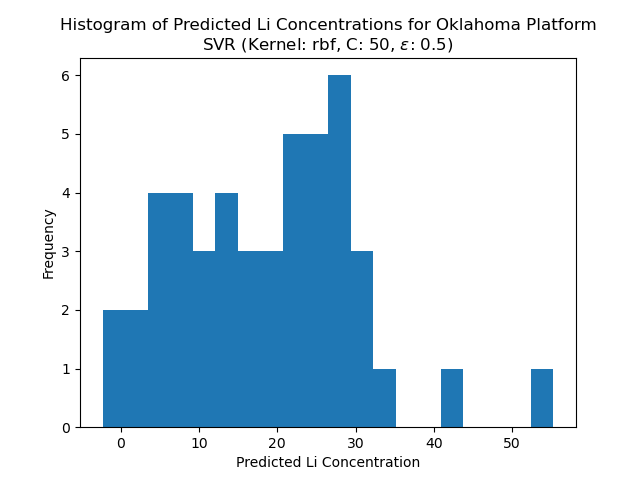 Histogram of Predicted Li Concentrations for Oklahoma Platform
SVR (Kernel: rbf, C: 50, ε: 0.5)
6
5
4
3
2
1
0
Frequency
0 10 20 30 40 50
Predicted Li Concentration